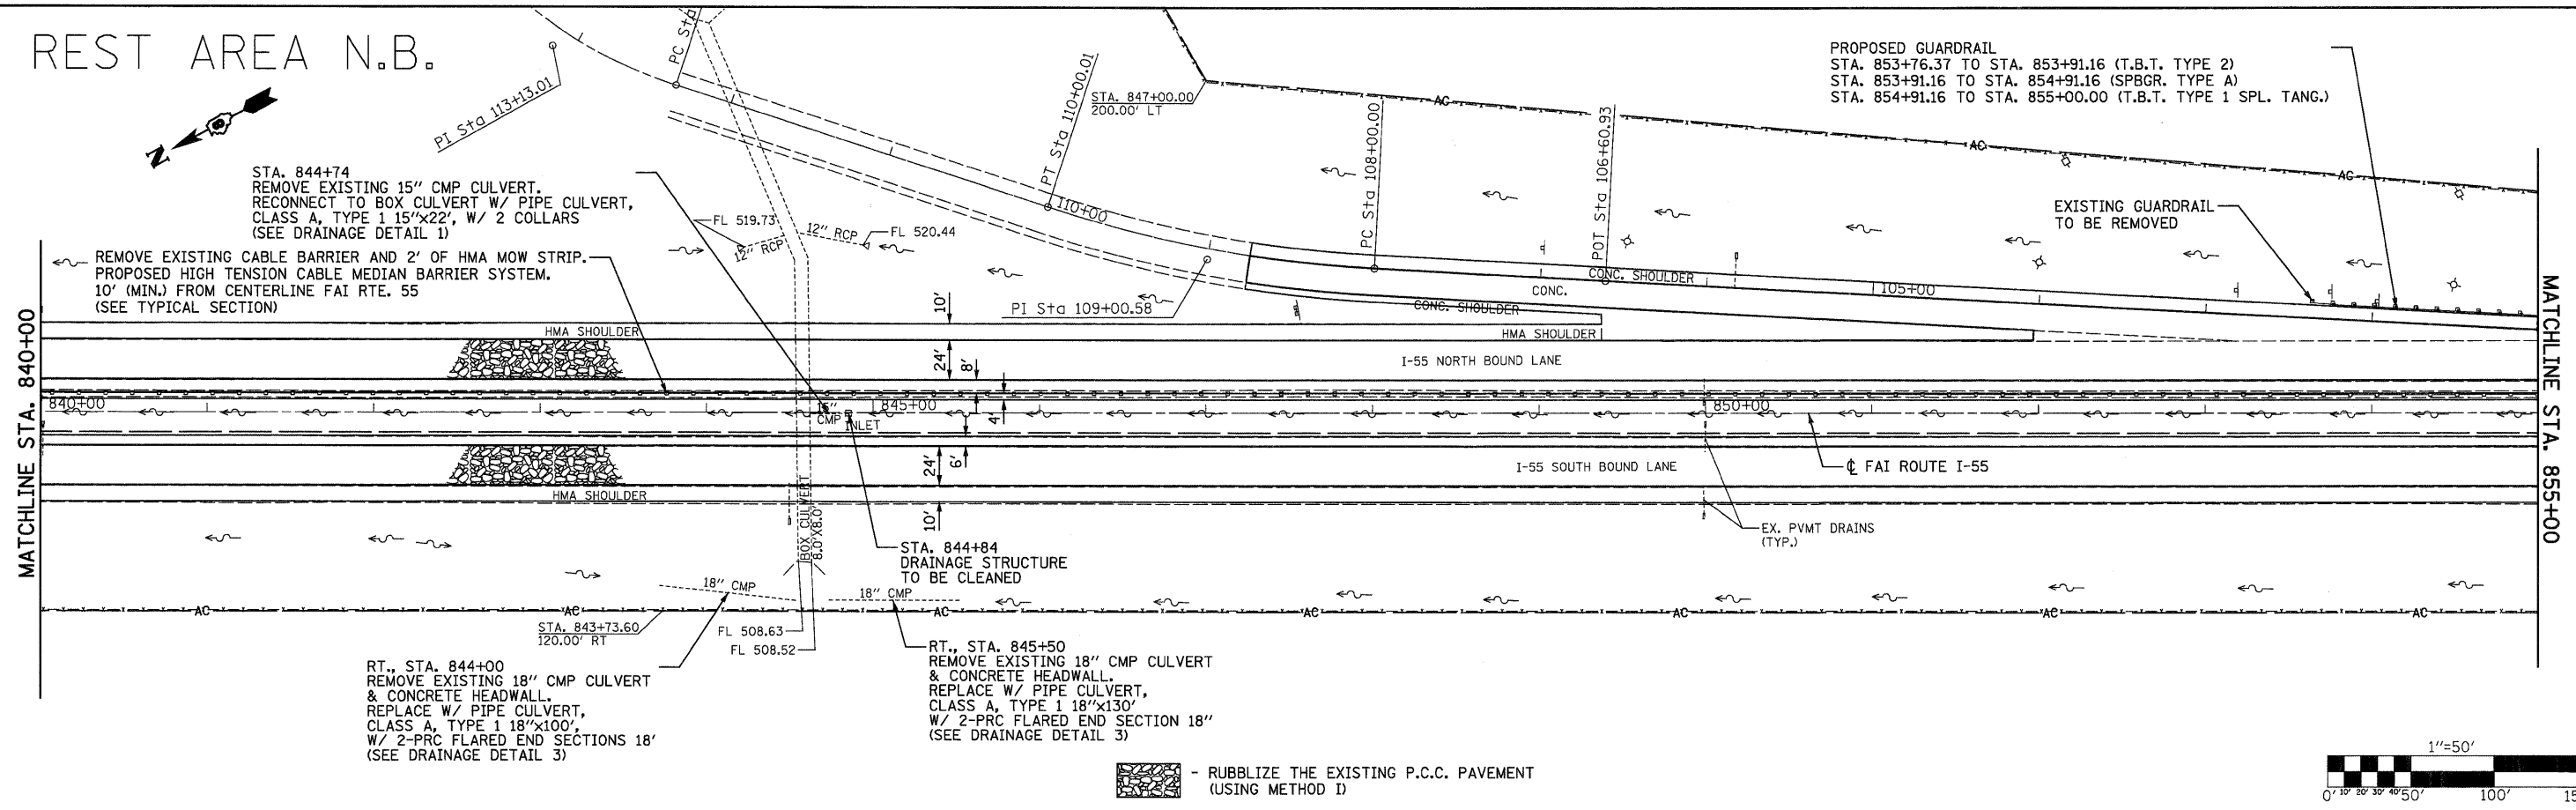 REST AREA N.B.
N
PI Sta 113+13.01
PC Sta
PT Sta 110+00.01
110+00
STA. 847+00.00
200.00' LT
PC Sta 108+00.00
POT Sta 106+60.93
AC
AC
AC
PROPOSED GUARDRAIL
STA. 853+76.37 TO STA. 853+91.16 (T.B.T. TYPE 2)
STA. 853+91.16 TO STA. 854+91.16 (SPBGR. TYPE A)
STA. 854+91.16 TO STA. 855+00.00 (T.B.T. TYPE 1 SPL. TANG.)
EXISTING GUARDRAIL
TO BE REMOVED
STA. 844+74
REMOVE EXISTING 15" CMP CULVERT.
RECONNECT TO BOX CULVERT W/ PIPE CULVERT,
CLASS A, TYPE 1 15"x22', W/ 2 COLLARS
(SEE DRAINAGE DETAIL 1)
FL 519.73
12" RCP
12" RCP
FL 520.44
REMOVE EXISTING CABLE BARRIER AND 2' OF HMA MOW STRIP.
PROPOSED HIGH TENSION CABLE MEDIAN BARRIER SYSTEM.
10' (MIN.) FROM CENTERLINE FAI RTE. 55
(SEE TYPICAL SECTION)
PI Sta 109+00.58
CONC. SHOULDER
CONC.
CONC. SHOULDER
105+00
MATCHLINE STA. 840+00
MATCHLINE STA. 855+00
HMA SHOULDER
HMA SHOULDER
10'
24'
8'
4'
I-55 NORTH BOUND LANE
840+00
845+00
850+00
CMP
INLET
24'
6'
10'
I-55 SOUTH BOUND LANE
℄ FAI ROUTE I-55
HMA SHOULDER
BOX CULVERT
8.0'X8.0'
EX. PVMT DRAINS
(TYP.)
STA. 844+84
DRAINAGE STRUCTURE
TO BE CLEANED
18" CMP
18" CMP
AC
AC
AC
AC
AC
AC
AC
STA. 843+73.60
120.00' RT
FL 508.63
FL 508.52
RT., STA. 844+00
REMOVE EXISTING 18" CMP CULVERT
& CONCRETE HEADWALL.
REPLACE W/ PIPE CULVERT,
CLASS A, TYPE 1 18"x100',
W/ 2-PRC FLARED END SECTIONS 18'
(SEE DRAINAGE DETAIL 3)
RT., STA. 845+50
REMOVE EXISTING 18" CMP CULVERT
& CONCRETE HEADWALL.
REPLACE W/ PIPE CULVERT,
CLASS A, TYPE 1 18"x130'
W/ 2-PRC FLARED END SECTION 18"
(SEE DRAINAGE DETAIL 3)
- RUBBLIZE THE EXISTING P.C.C. PAVEMENT
(USING METHOD I)
1"=50'
0' 10' 20' 30' 40' 50' 100' 15